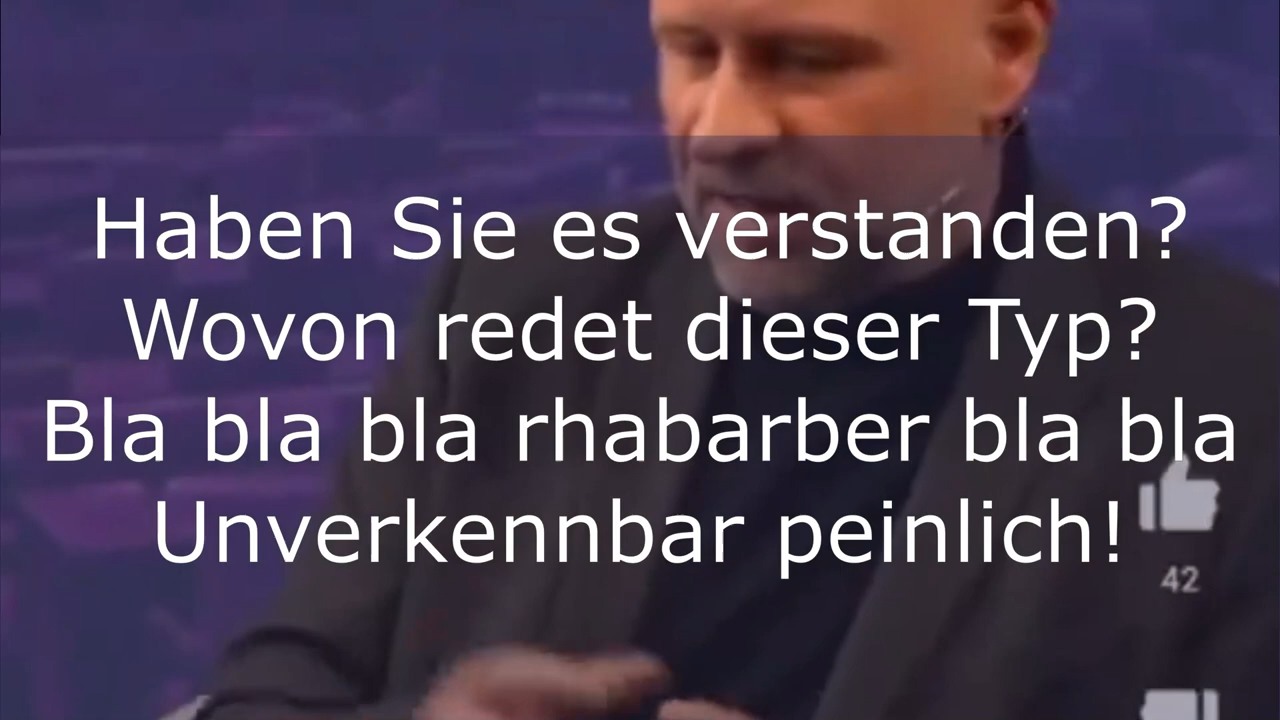 Haben Sie es verstanden?
Wovon redet dieser Typ?
Bla bla bla rhabarber bla bla
Unverkennbar peinlich!
42